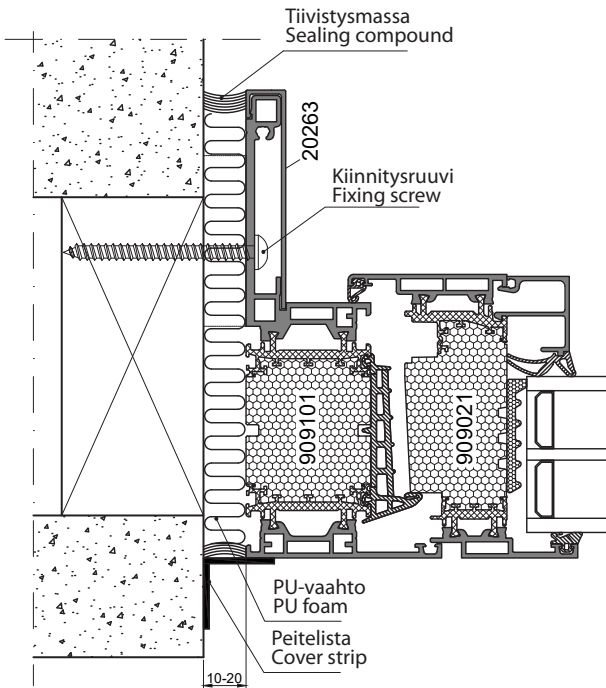 Tiivistysmassa
Sealing compound
20263
Kiinnitysruuvi
Fixing screw
909101
909021
PU-vaahto
PU foam
Peitelista
Cover strip
10-20